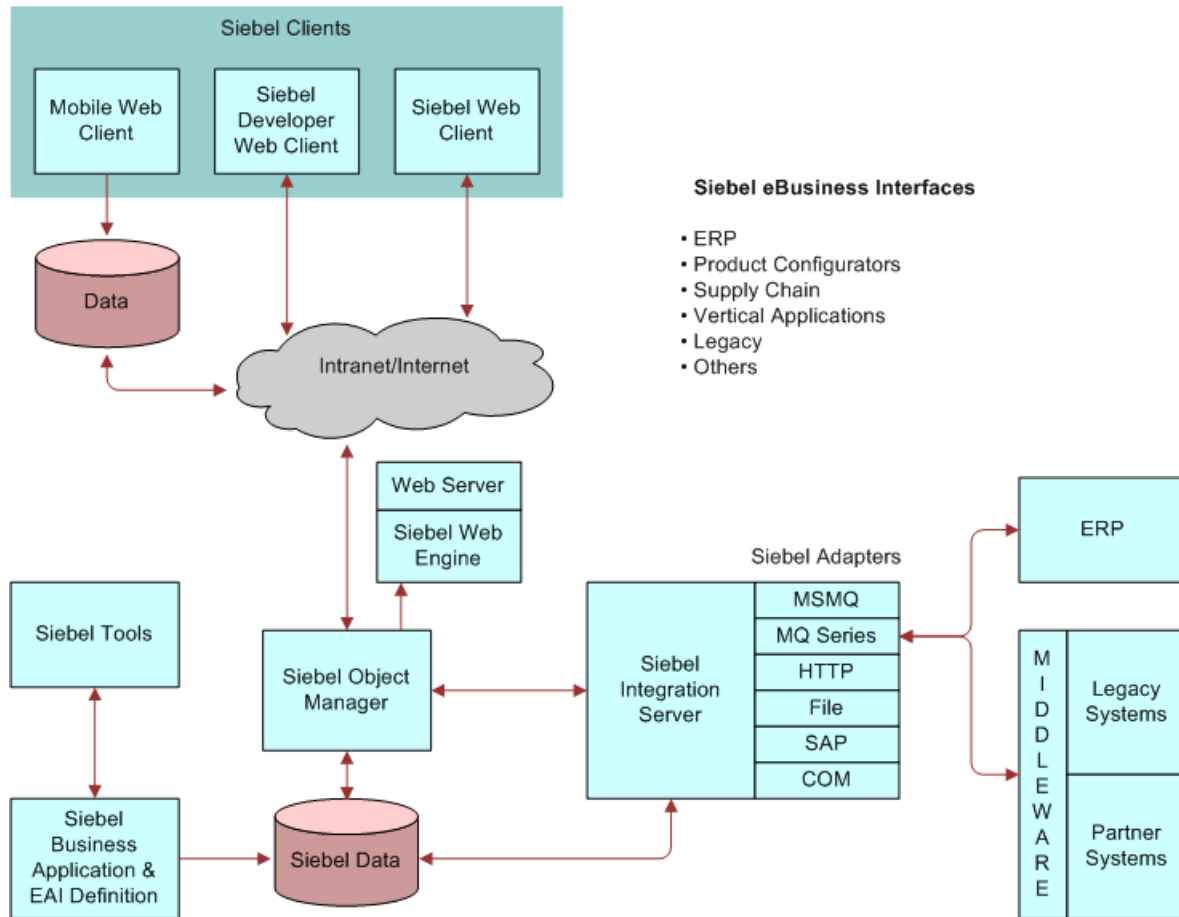 Siebel Clients
Mobile Web
Client
Siebel
Developer
Web Client
Siebel Web
Client
Siebel eBusiness Interfaces
• ERP
• Product Configurators
• Supply Chain
• Vertical Applications
• Legacy
• Others
Data
Intranet/Internet
Web Server
Siebel Web
Engine
Siebel Adapters
ERP
Siebel Tools
Siebel Object
Manager
Siebel
Integration
Server
MSMQ
MQ Series
HTTP
File
SAP
COM
MIDDLEWARE
Legacy
Systems
Partner
Systems
Siebel
Business
Application &
EAI Definition
Siebel Data